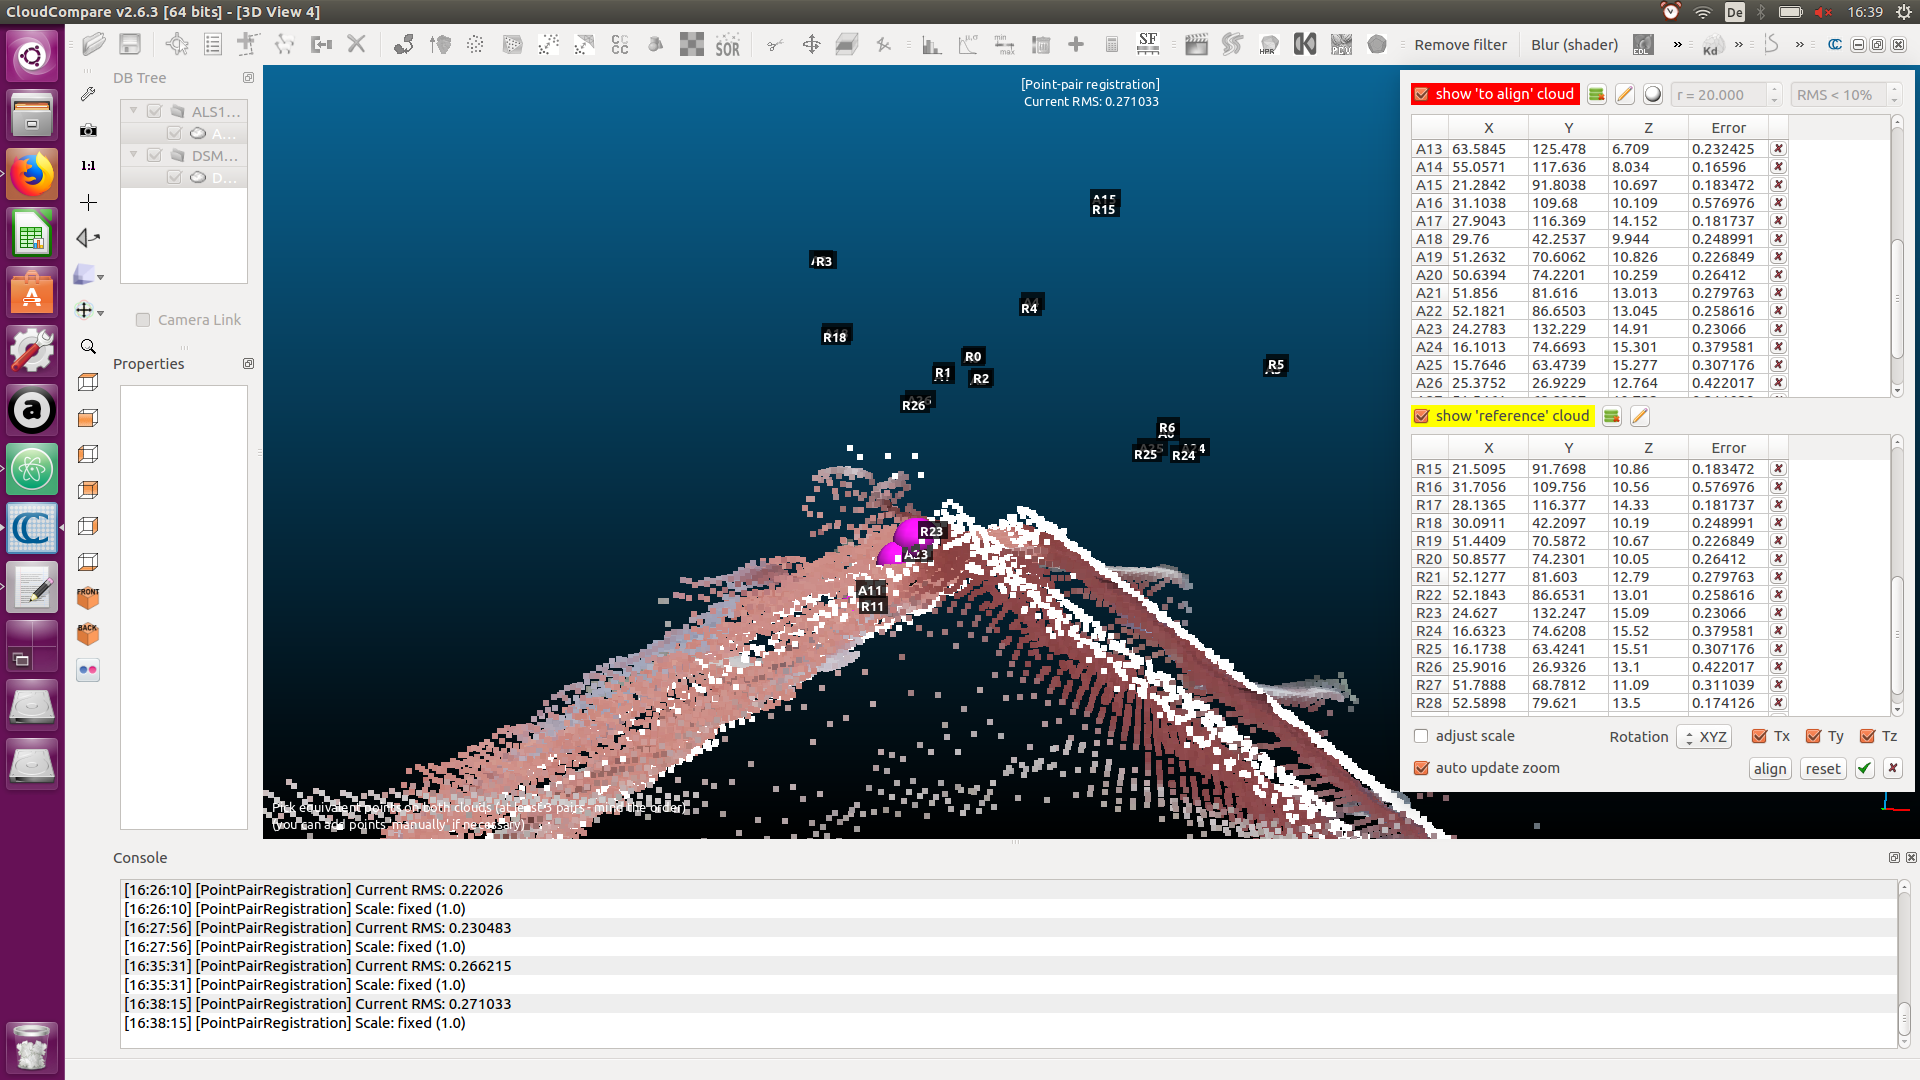 CloudCompare v2.6.3 [64 bits] - [3D View 4]
De
16:39
CC
CC
SOR
min
max
SF
HPR
PCV
Remove filter
Blur (shader)
EDL
Kd
DB Tree
ALS1...
A...
DSM...
D...
1:1
Camera Link
Properties
FRONT
BACK
[Point-pair registration]
Current RMS: 0.271033
A15
R15
R3
R4
R18
R0
R1
R2
R5
R26
R6
R25
R24
R23
A23
A11
R11
Pick equivalent points on both clouds (at least 3 pairs - mind the order)
(you can add points 'manually' if necessary)
show 'to align' cloud
r = 20.000
RMS < 10%
X Y Z Error
A13 63.5845 125.478 6.709 0.232425
A14 55.0571 117.636 8.034 0.16596
A15 21.2842 91.8038 10.697 0.183472
A16 31.1038 109.68 10.109 0.576976
A17 27.9043 116.369 14.152 0.181737
A18 29.76 42.2537 9.944 0.248991
A19 51.2632 70.6062 10.826 0.226849
A20 50.6394 74.2201 10.259 0.26412
A21 51.856 81.616 13.013 0.279763
A22 52.1821 86.6503 13.045 0.258616
A23 24.2783 132.229 14.91 0.23066
A24 16.1013 74.6693 15.301 0.379581
A25 15.7646 63.4739 15.277 0.307176
A26 25.3752 26.9229 12.764 0.422017
show 'reference' cloud
X Y Z Error
R15 21.5095 91.7698 10.86 0.183472
R16 31.7056 109.756 10.56 0.576976
R17 28.1365 116.377 14.33 0.181737
R18 30.0911 42.2097 10.19 0.248991
R19 51.4409 70.5872 10.67 0.226849
R20 50.8577 74.2301 10.05 0.26412
R21 52.1277 81.603 12.79 0.279763
R22 52.1843 86.6531 13.01 0.258616
R23 24.627 132.247 15.09 0.23066
R24 16.6323 74.6208 15.52 0.379581
R25 16.1738 63.4241 15.51 0.307176
R26 25.9016 26.9326 13.1 0.422017
R27 51.7888 68.7812 11.09 0.311039
R28 52.5898 79.621 13.5 0.174126
adjust scale
Rotation XYZ
Tx Ty Tz
auto update zoom
align
reset
Console
[16:26:10] [PointPairRegistration] Current RMS: 0.22026
[16:26:10] [PointPairRegistration] Scale: fixed (1.0)
[16:27:56] [PointPairRegistration] Current RMS: 0.230483
[16:27:56] [PointPairRegistration] Scale: fixed (1.0)
[16:35:31] [PointPairRegistration] Current RMS: 0.266215
[16:35:31] [PointPairRegistration] Scale: fixed (1.0)
[16:38:15] [PointPairRegistration] Current RMS: 0.271033
[16:38:15] [PointPairRegistration] Scale: fixed (1.0)